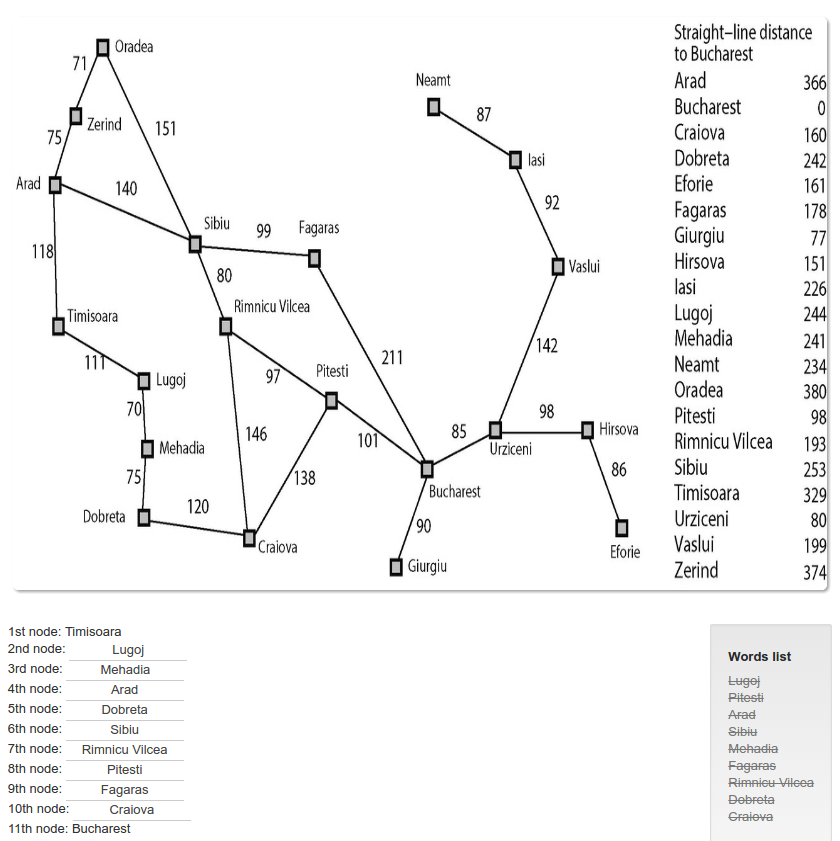 Oradea
71
Zerind
151
75
Arad
140
Sibiu
99
Fagaras
118
80
Timisoara
Rimnicu Vilcea
111
Lugoj
70
Mehadia
75
Dobreta
120
Craiova
146
97
Pitesti
138
101
211
Bucharest
90
Giurgiu
85
Urziceni
98
Hirsova
86
Eforie
142
Vaslui
92
Iasi
87
Neamt
Straight–line distance
to Bucharest
Arad 366
Bucharest 0
Craiova 160
Dobreta 242
Eforie 161
Fagaras 178
Giurgiu 77
Hirsova 151
Iasi 226
Lugoj 244
Mehadia 241
Neamt 234
Oradea 380
Pitesti 98
Rimnicu Vilcea 193
Sibiu 253
Timisoara 329
Urziceni 80
Vaslui 199
Zerind 374
1st node: Timisoara
2nd node: Lugoj
3rd node: Mehadia
4th node: Arad
5th node: Dobreta
6th node: Sibiu
7th node: Rimnicu Vilcea
8th node: Pitesti
9th node: Fagaras
10th node: Craiova
11th node: Bucharest
Words list
Lugoj
Pitesti
Arad
Sibiu
Mehadia
Fagaras
Rimnicu Vilcea
Dobreta
Craiova